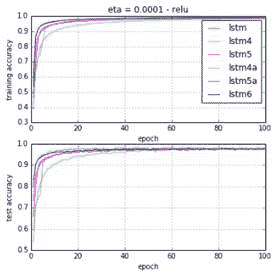 eta = 0.0001 - relu
1.0
0.9
0.8
0.7
0.6
0.5
0.4
0.3
training accuracy
lstm
lstm4
lstm5
lstm4a
lstm5a
lstm6
0 20 40 60 80 100
epoch
1.0
0.9
0.8
0.7
0.6
0.5
test accuracy
0 20 40 60 80 100
epoch